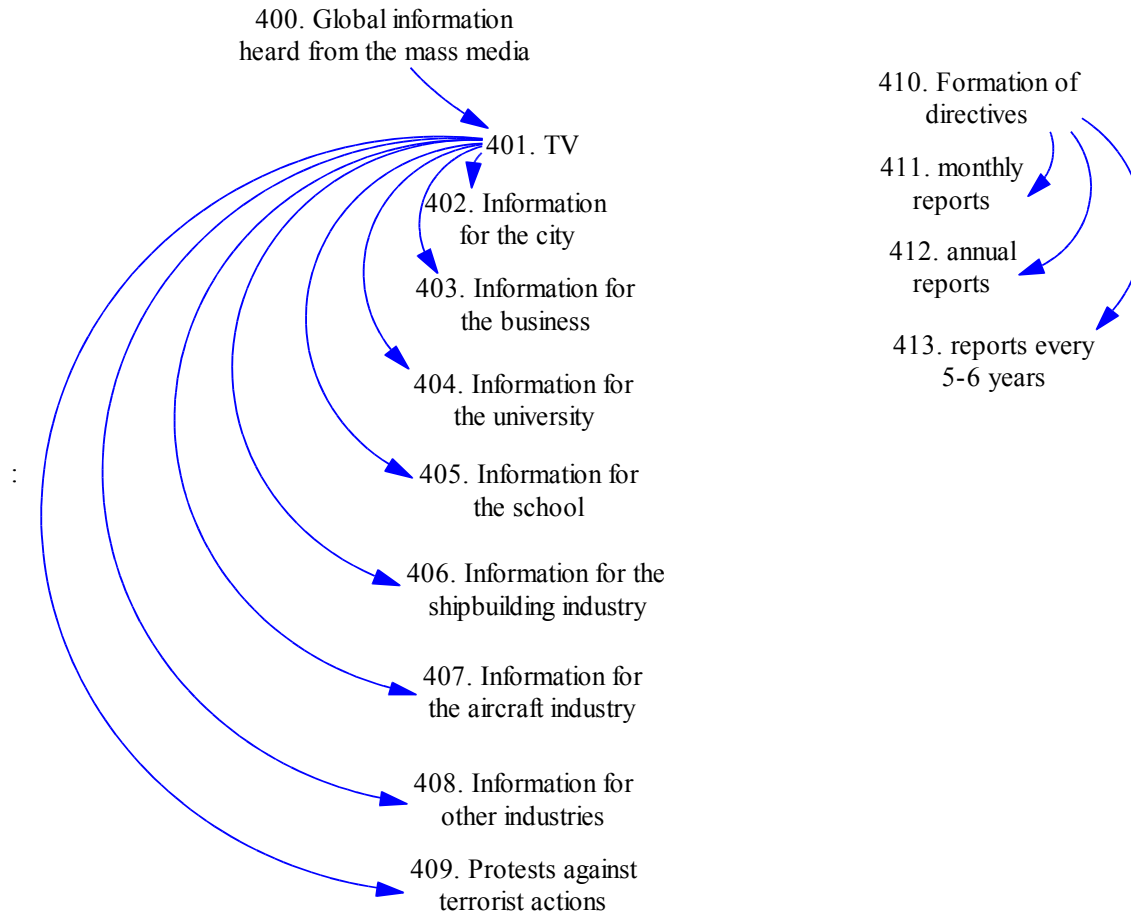 400. Global information
heard from the mass media
401. TV
402. Information
for the city
403. Information for
the business
404. Information for
the university
405. Information for
the school
:
406. Information for the
shipbuilding industry
407. Information for
the aircraft industry
408. Information for
other industries
409. Protests against
terrorist actions
410. Formation of
directives
411. monthly
reports
412. annual
reports
413. reports every
5-6 years